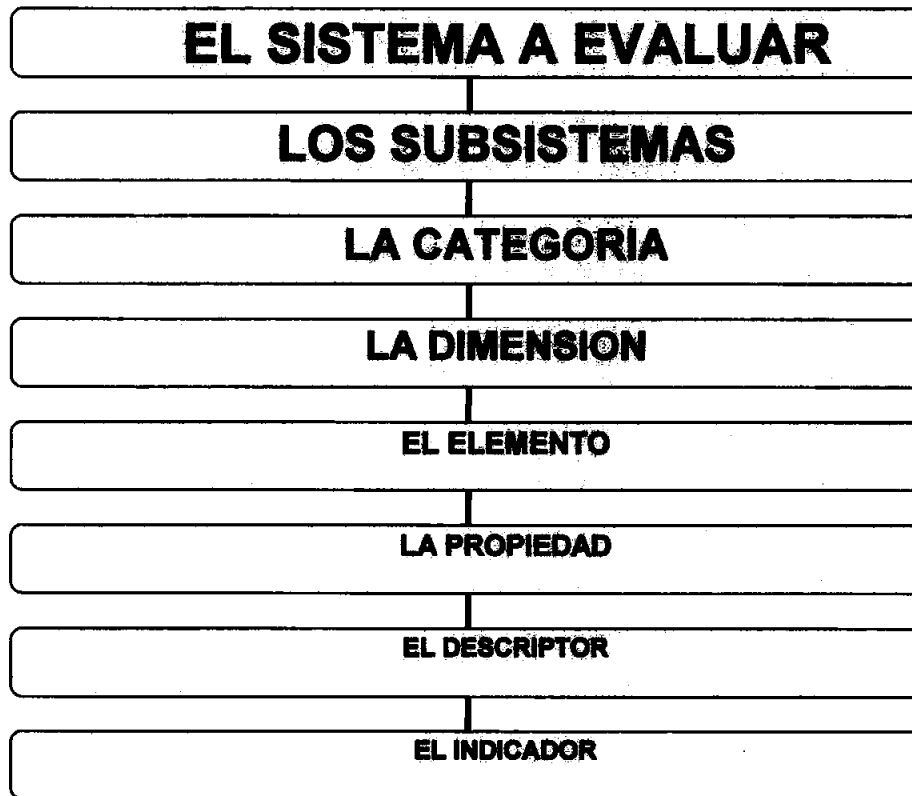 EL SISTEMA A EVALUAR
LOS SUBSISTEMAS
LA CATEGORIA
LA DIMENSION
EL ELEMENTO
LA PROPIEDAD
EL DESCRIPTOR
EL INDICADOR